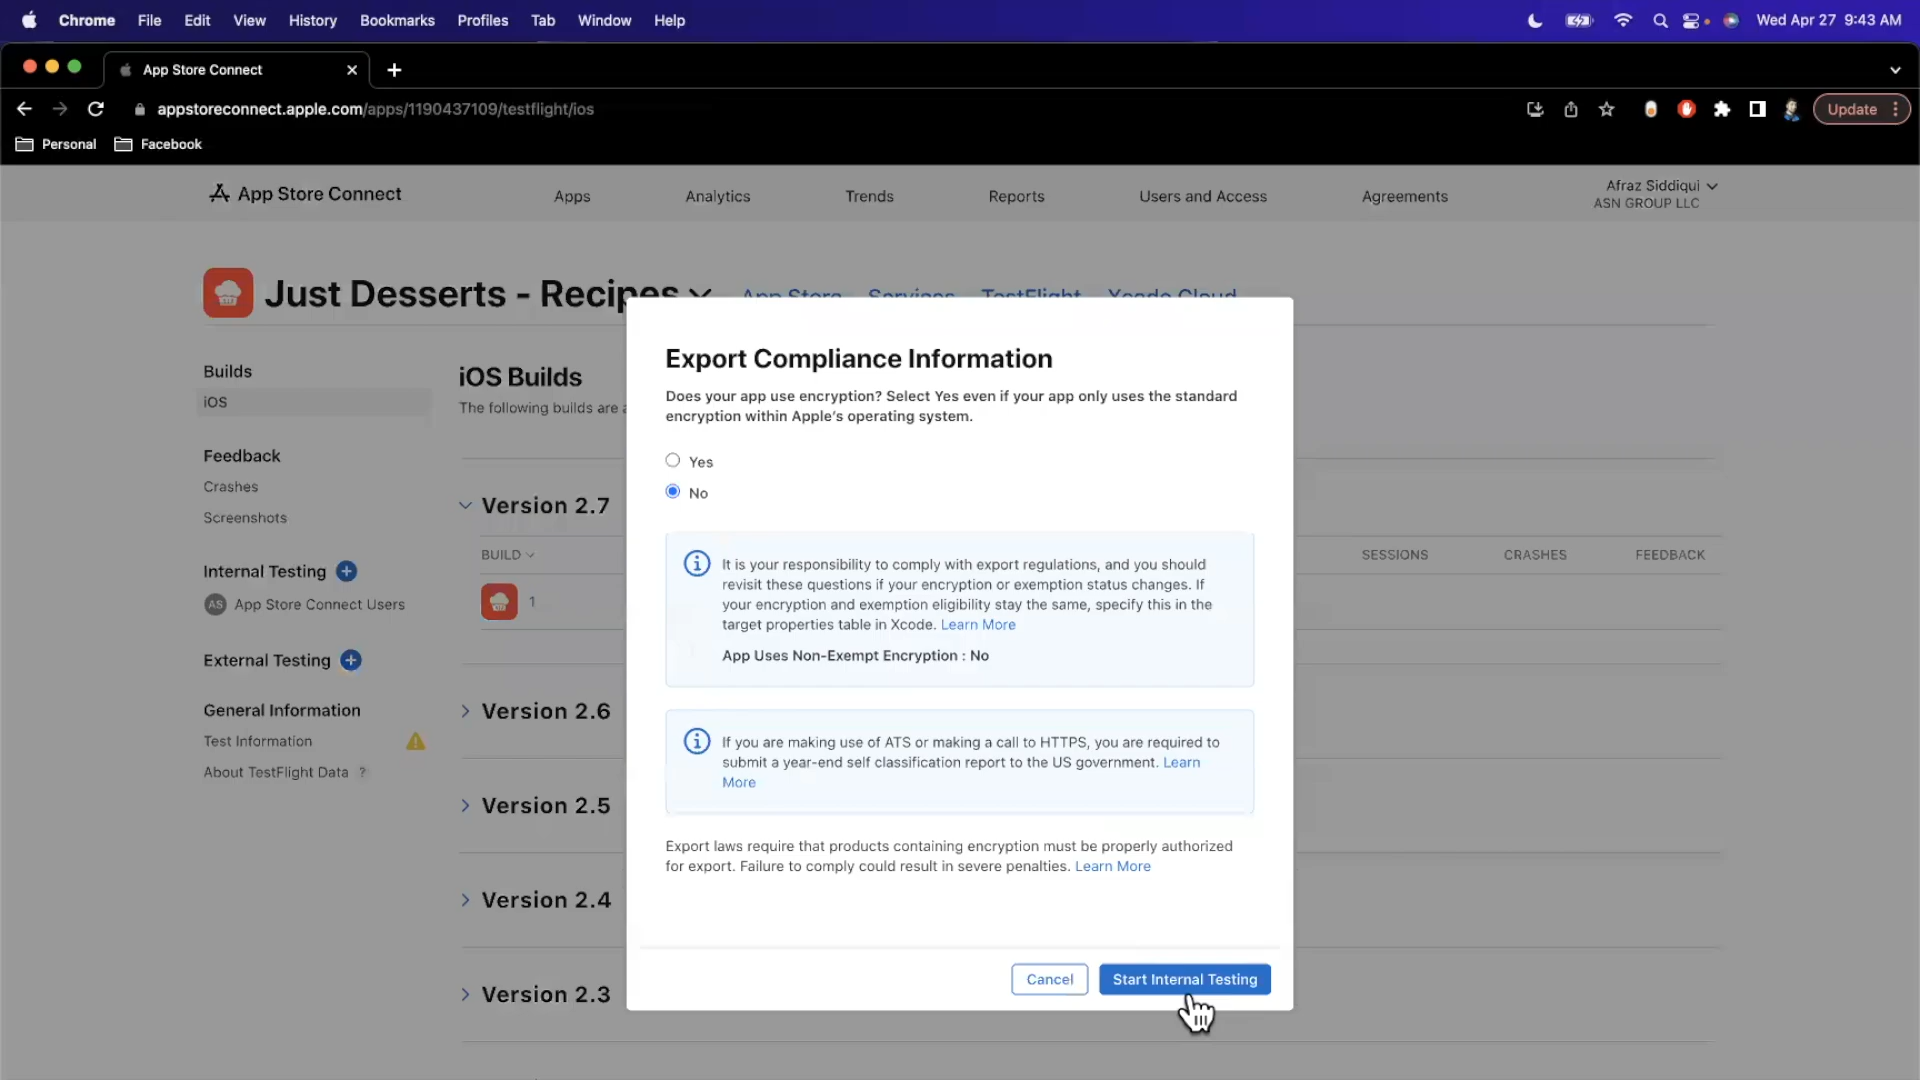 Chrome File Edit View History Bookmarks Profiles Tab Window Help Wed Apr 27 9:43 AM
App Store Connect
appstoreconnect.apple.com/apps/1190437109/testflight/ios Update
Personal Facebook
App Store Connect Apps Analytics Trends Reports Users and Access Agreements Afraz Siddiqui
ASN GROUP LLC
Just Desserts - Recipes App Store Services TestFlight Xcode Cloud
Builds
iOS
Feedback
Crashes
Screenshots
Internal Testing
AS App Store Connect Users
External Testing
General Information
Test Information
About TestFlight Data ?
iOS Builds
The following builds are a
Version 2.7
BUILD SESSIONS CRASHES FEEDBACK
1
Version 2.6
Version 2.5
Version 2.4
Version 2.3
Export Compliance Information
Does your app use encryption? Select Yes even if your app only uses the standard
encryption within Apple's operating system.
Yes
No
It is your responsibility to comply with export regulations, and you should
revisit these questions if your encryption or exemption status changes. If
your encryption and exemption eligibility stay the same, specify this in the
target properties table in Xcode. Learn More
App Uses Non-Exempt Encryption : No
If you are making use of ATS or making a call to HTTPS, you are required to
submit a year-end self classification report to the US government. Learn
More
Export laws require that products containing encryption must be properly authorized
for export. Failure to comply could result in severe penalties. Learn More
Cancel Start Internal Testing